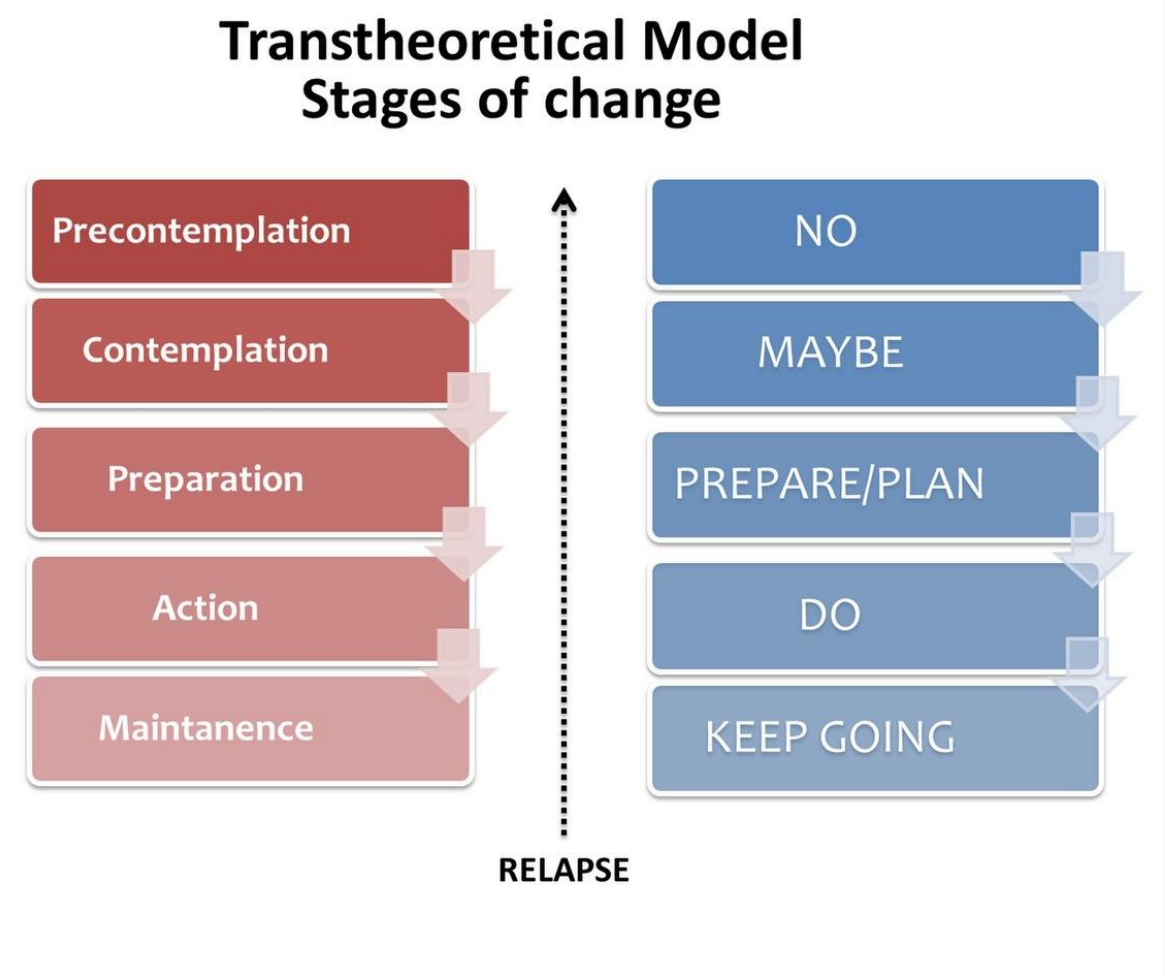 Transtheoretical Model
Stages of change
Precontemplation
Contemplation
Preparation
Action
Maintanence
NO
MAYBE
PREPARE/PLAN
DO
KEEP GOING
RELAPSE